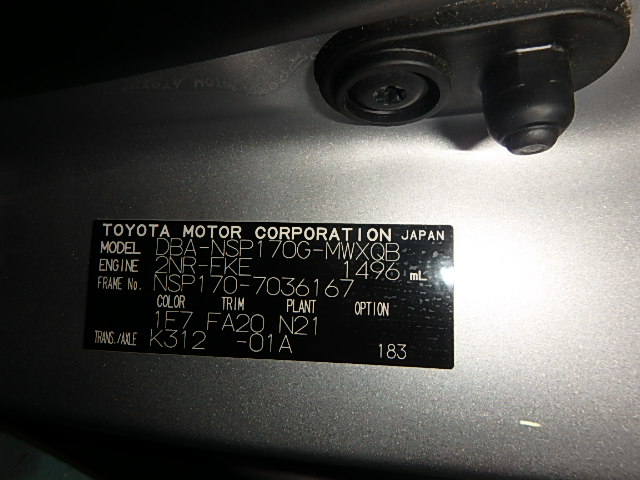 TOYOTA MOTOR CORPORATION JAPAN
MODEL DBA-NSP170G-MWXQB
ENGINE 2NR-FKE 1496 mL
FRAME No. NSP170-7036167
COLOR TRIM PLANT OPTION
1E7 FA20 N21
TRANS./AXLE K312 -01A
183